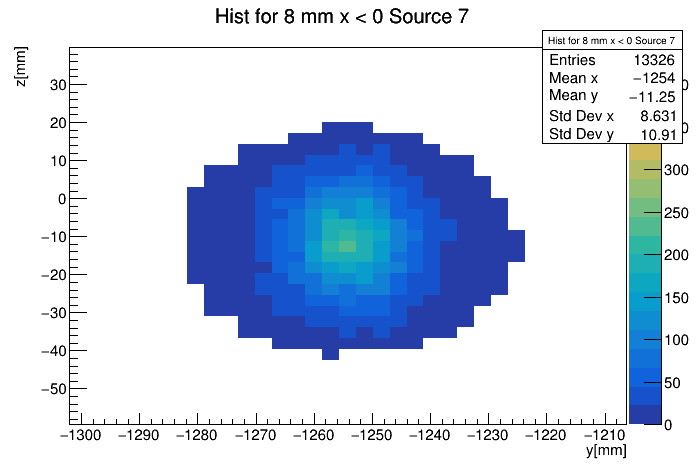 Hist for 8 mm x < 0 Source 7
z[mm]
30
20
10
0
−10
−20
−30
−40
−50
−1300
−1290
−1280
−1270
−1260
−1250
−1240
−1230
−1220
−1210
y[mm]
Hist for 8 mm x < 0 Source 7
Entries 13326
Mean x −1254
Mean y −11.25
Std Dev x 8.631
Std Dev y 10.91
300
250
200
150
100
50
0